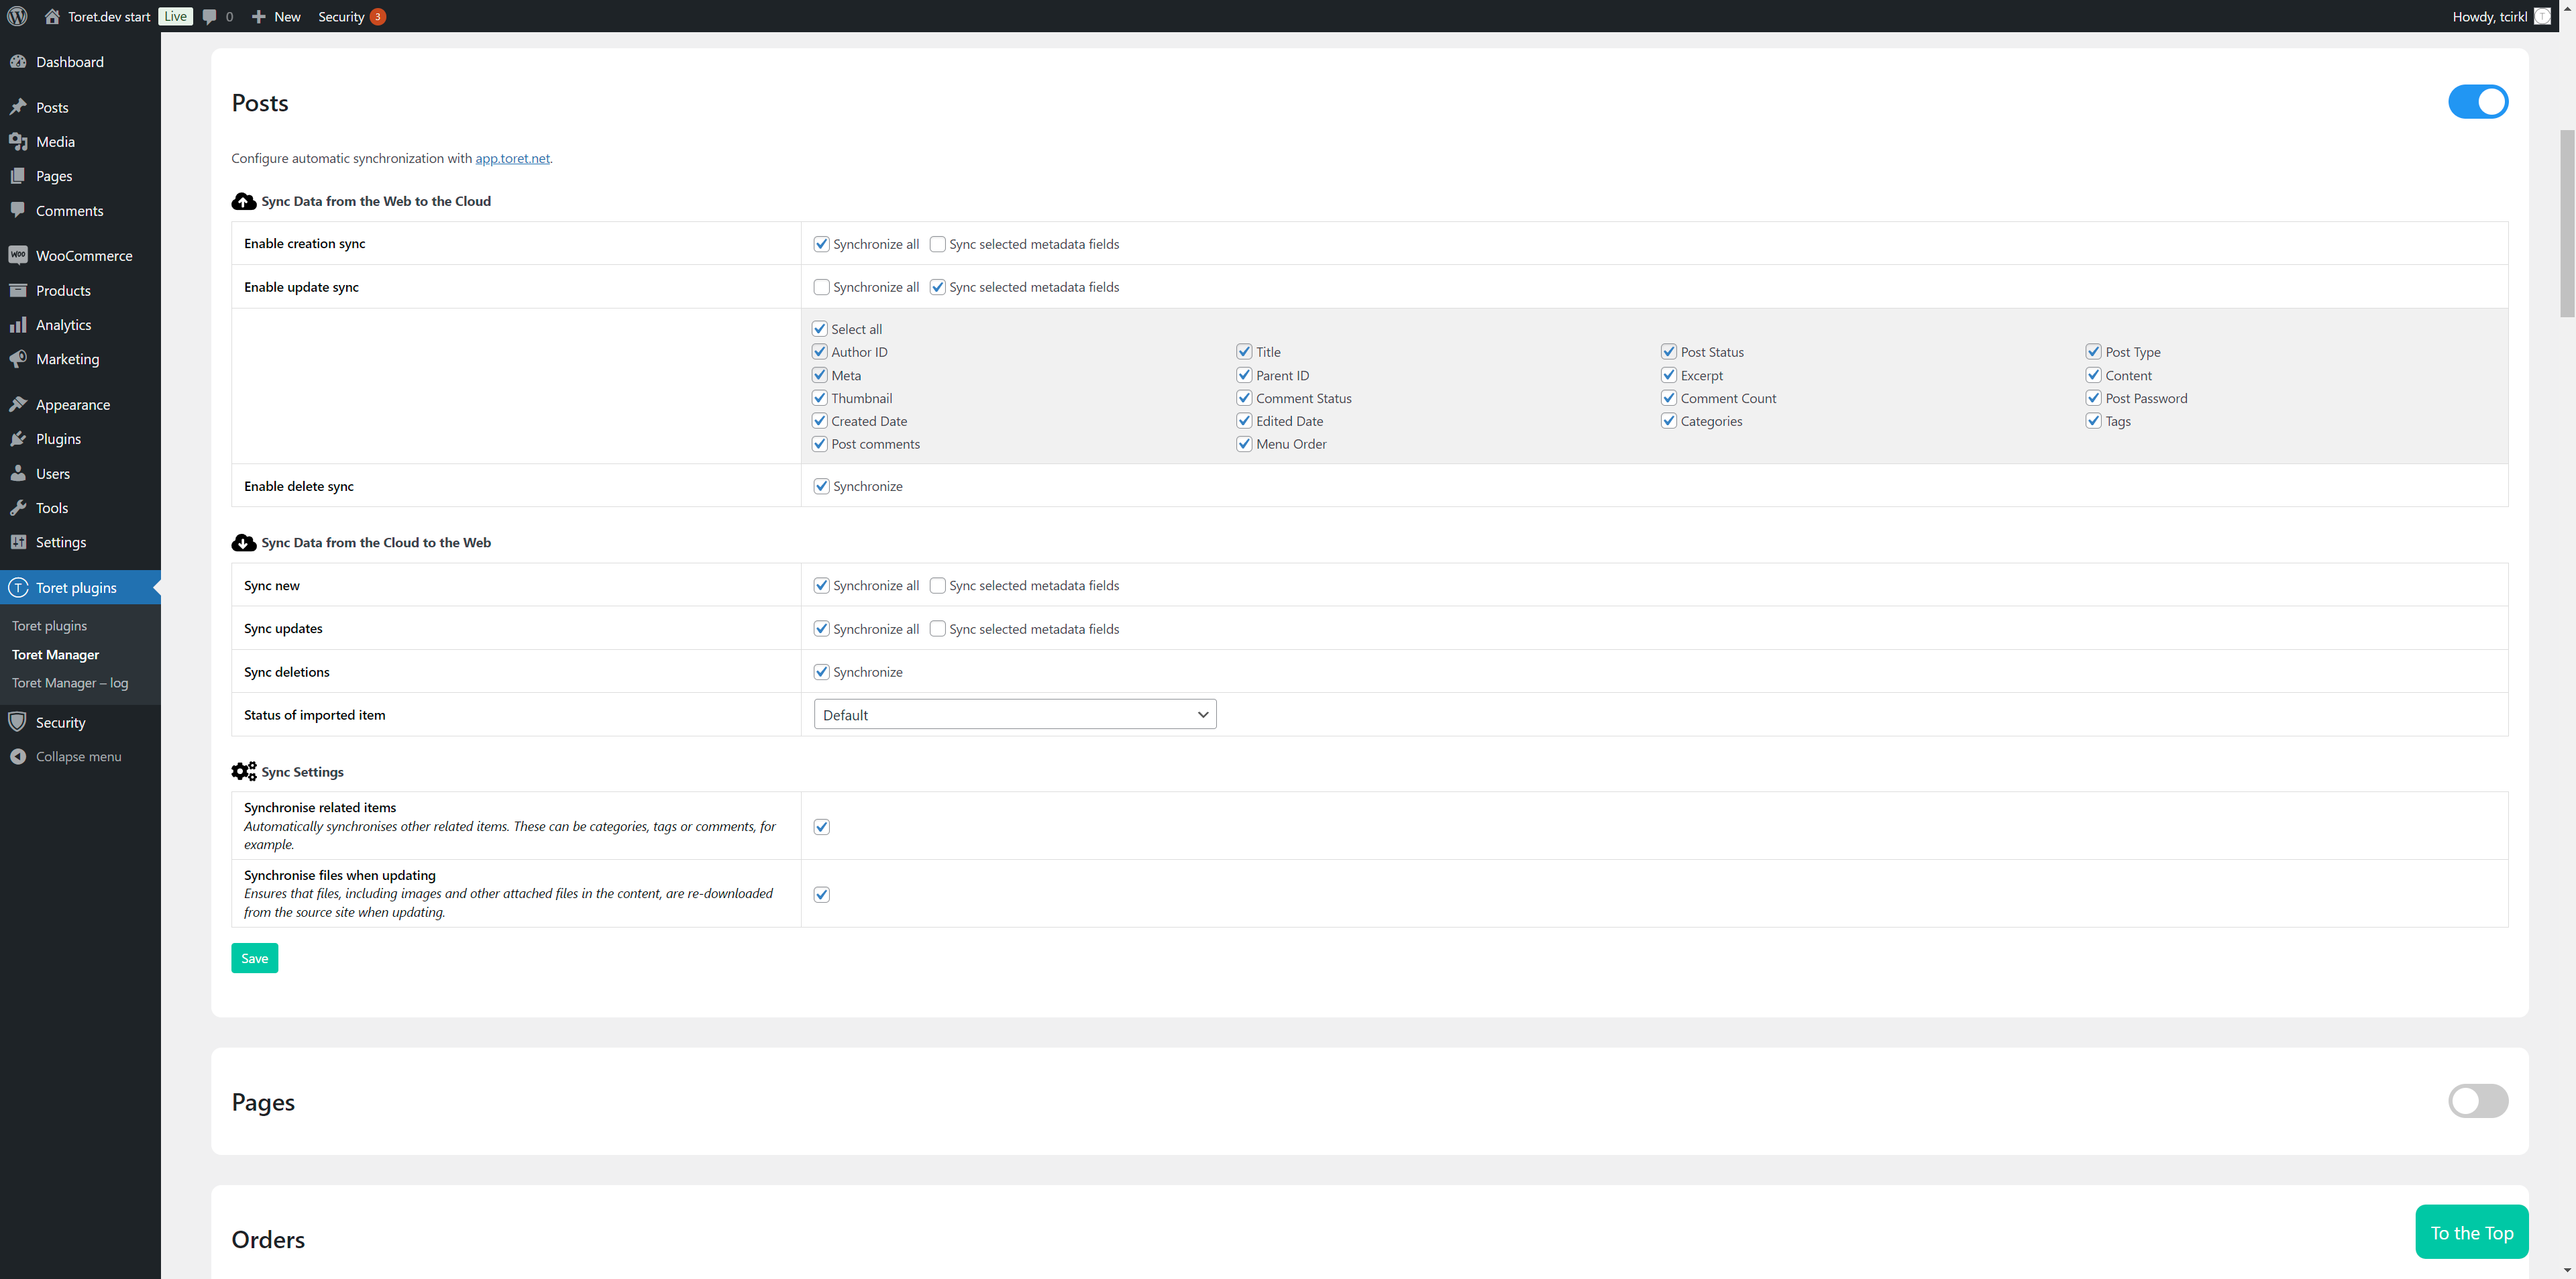 Toret.dev start Live 0 New Security 3 Howdy, tcirkl
Dashboard
Posts
Media
Pages
Comments
WooCommerce
Products
Analytics
Marketing
Appearance
Plugins
Users
Tools
Settings
Toret plugins
Toret plugins
Toret Manager
Toret Manager – log
Security
Collapse menu
Posts
Configure automatic synchronization with app.toret.net.
Sync Data from the Web to the Cloud
Enable creation sync Synchronize all Sync selected metadata fields
Enable update sync Synchronize all Sync selected metadata fields
Select all
Author ID Title Post Status Post Type
Meta Parent ID Excerpt Content
Thumbnail Comment Status Comment Count Post Password
Created Date Edited Date Categories Tags
Post comments Menu Order
Enable delete sync Synchronize
Sync Data from the Cloud to the Web
Sync new Synchronize all Sync selected metadata fields
Sync updates Synchronize all Sync selected metadata fields
Sync deletions Synchronize
Status of imported item Default
Sync Settings
Synchronise related items
Automatically synchronises other related items. These can be categories, tags or comments, for
example.
Synchronise files when updating
Ensures that files, including images and other attached files in the content, are re-downloaded
from the source site when updating.
Save
Pages
Orders
To the Top